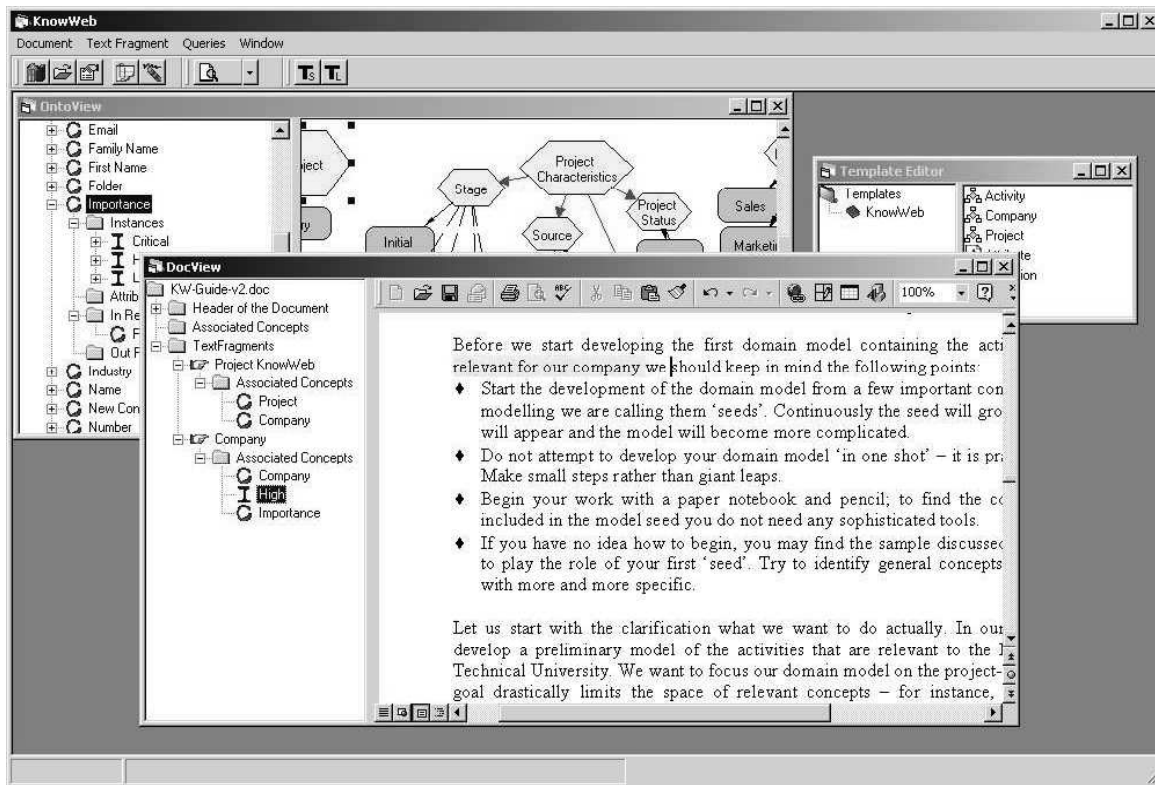 KnowWeb
Document Text Fragment Queries Window
TS TL
OntoView
Email
Family Name
First Name
Folder
Importance
Instances
Critical
H
L
Attrib
In Re
F
Out F
Industry
Name
New Con
Number
ject
ry
Project
Characteristics
Stage
Project
Status
Source
Initial
Sales
Marketin
Template Editor
Templates
KnowWeb
Activity
Company
Project
DocView
KW-Guide-v2.doc
Header of the Document
Associated Concepts
TextFragments
Project KnowWeb
Associated Concepts
Project
Company
Company
Associated Concepts
Company
High
Importance
ABC
100%
Before we start developing the first domain model containing the acti
relevant for our company we should keep in mind the following points:
♦ Start the development of the domain model from a few important con
modelling we are calling them ‘seeds’. Continuously the seed will gro
will appear and the model will become more complicated.
♦ Do not attempt to develop your domain model ‘in one shot’ – it is pra
Make small steps rather than giant leaps.
♦ Begin your work with a paper notebook and pencil; to find the co
included in the model seed you do not need any sophisticated tools.
♦ If you have no idea how to begin, you may find the sample discussed
to play the role of your first ‘seed’. Try to identify general concepts
with more and more specific.
Let us start with the clarification what we want to do actually. In our
develop a preliminary model of the activities that are relevant to the
Technical University. We want to focus our domain model on the project-
goal drastically limits the space of relevant concepts – for instance,